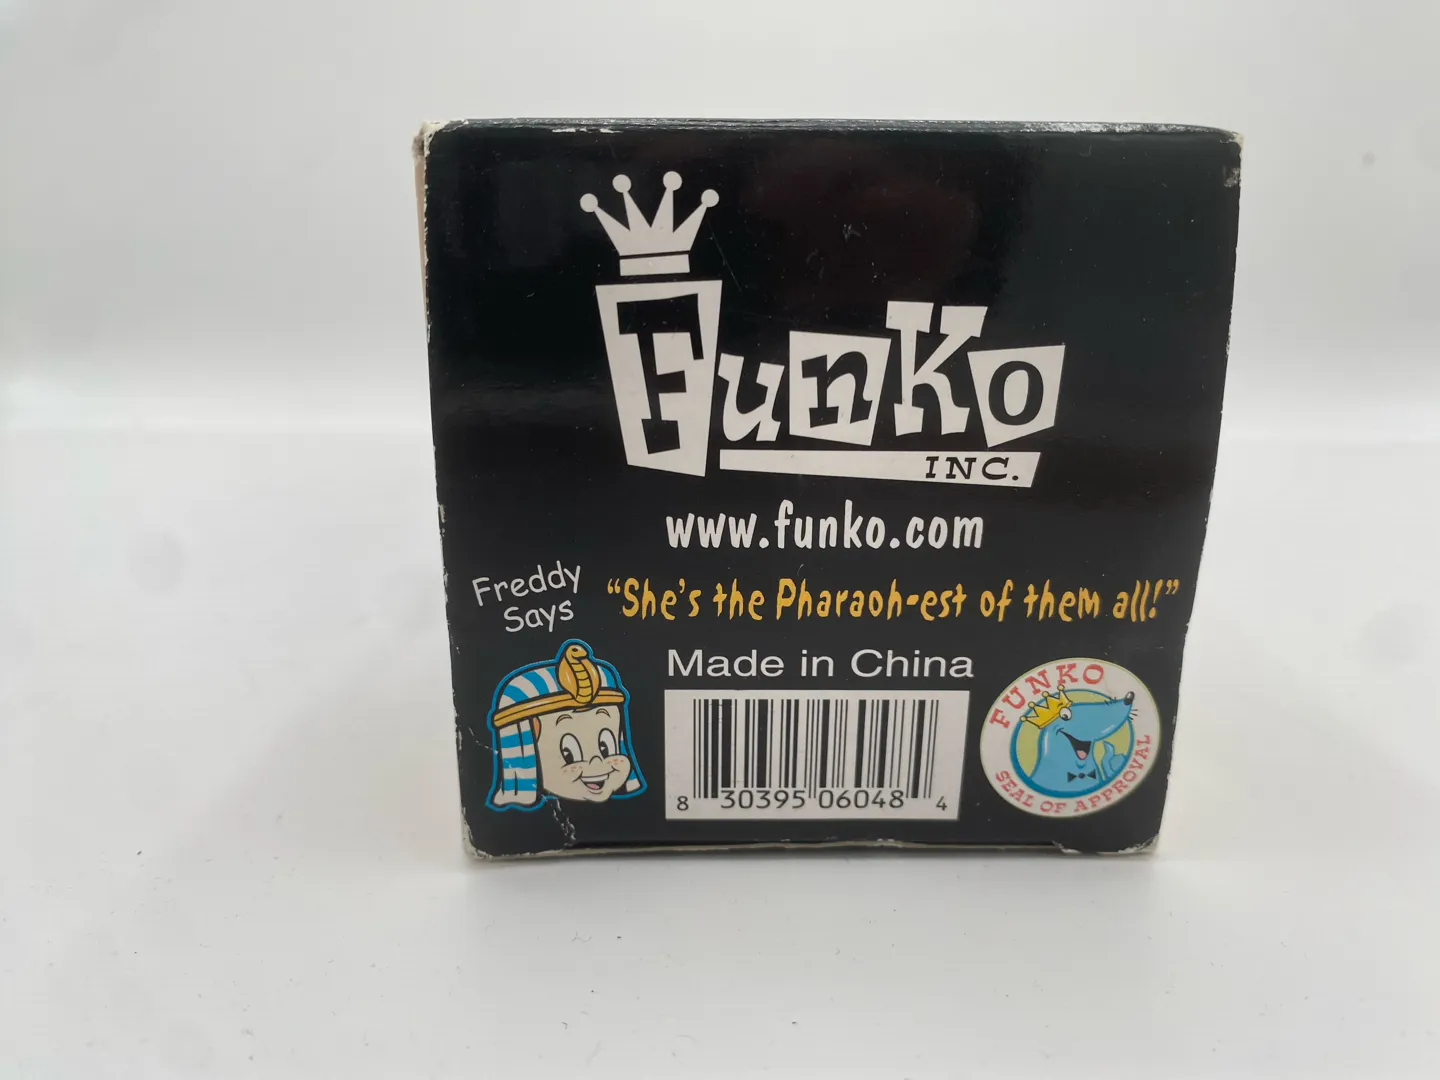 Funko
INC.
www.funko.com
Freddy
Says
“She's the Pharaoh-est of them all!”
Made in China
8 30395 06048 4
FUNKO
SEAL OF APPROVAL